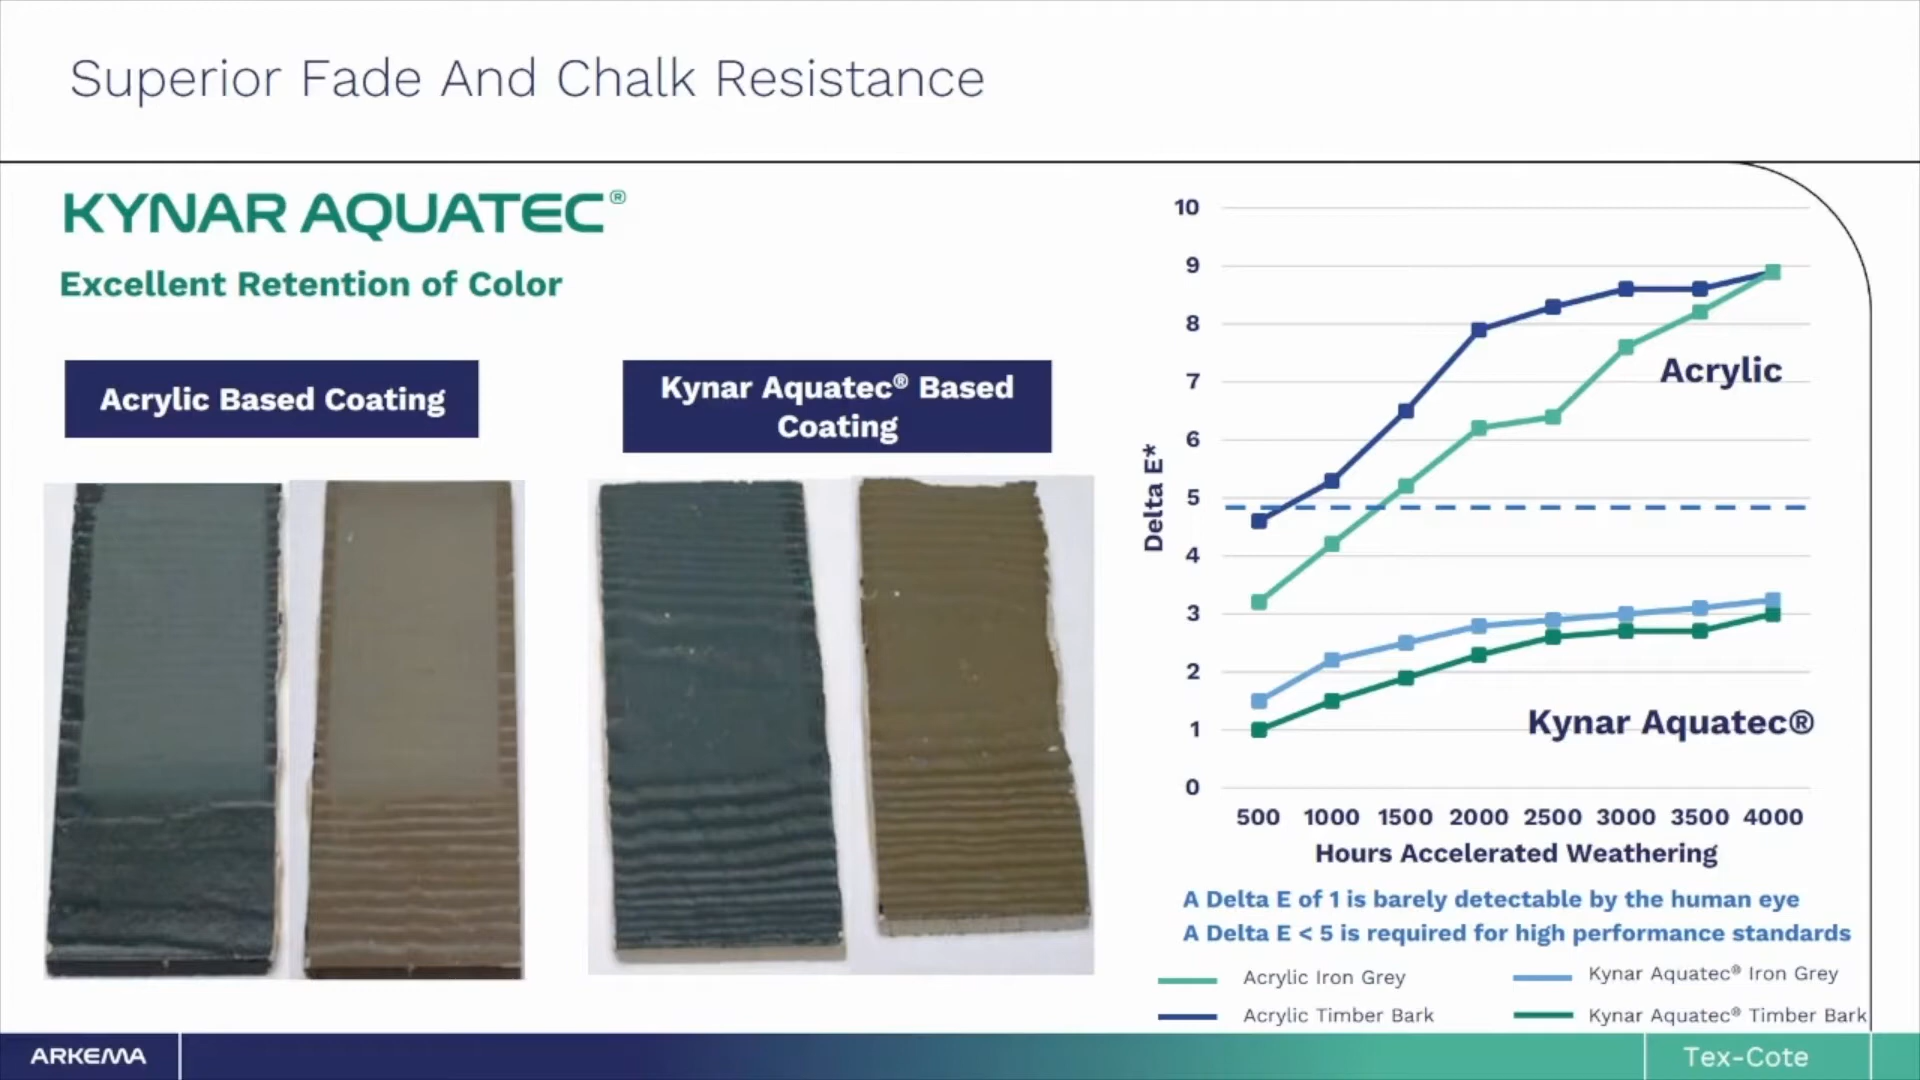 Superior Fade And Chalk Resistance
KYNAR AQUATEC®
Excellent Retention of Color
Acrylic Based Coating
Kynar Aquatec® Based
Coating
10
9
8
7
6
5
4
3
2
1
0
Delta E*
Acrylic
Kynar Aquatec®
500 1000 1500 2000 2500 3000 3500 4000
Hours Accelerated Weathering
A Delta E of 1 is barely detectable by the human eye
A Delta E < 5 is required for high performance standards
Acrylic Iron Grey
Kynar Aquatec® Iron Grey
Acrylic Timber Bark
Kynar Aquatec® Timber Bark
ARKEMA
Tex-Cote